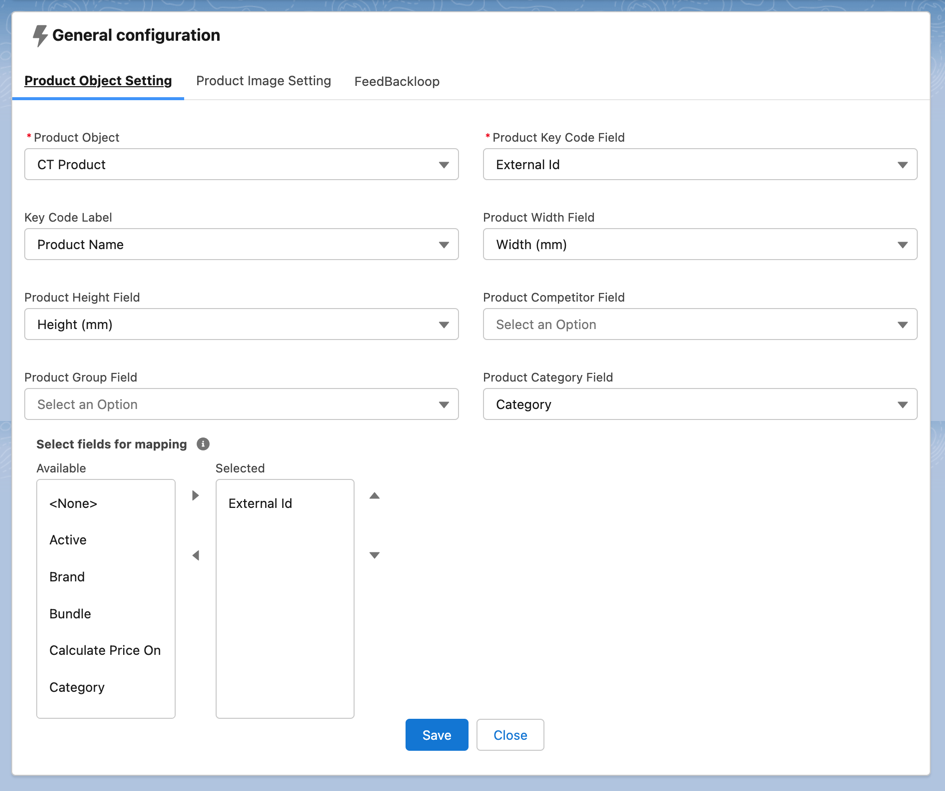 General configuration
Product Object Setting
Product Image Setting
FeedBackloop
* Product Object
CT Product
* Product Key Code Field
External Id
Key Code Label
Product Name
Product Width Field
Width (mm)
Product Height Field
Height (mm)
Product Competitor Field
Select an Option
Product Group Field
Select an Option
Product Category Field
Category
Select fields for mapping
Available
<None>
Active
Brand
Bundle
Calculate Price On
Category
Selected
External Id
Save
Close